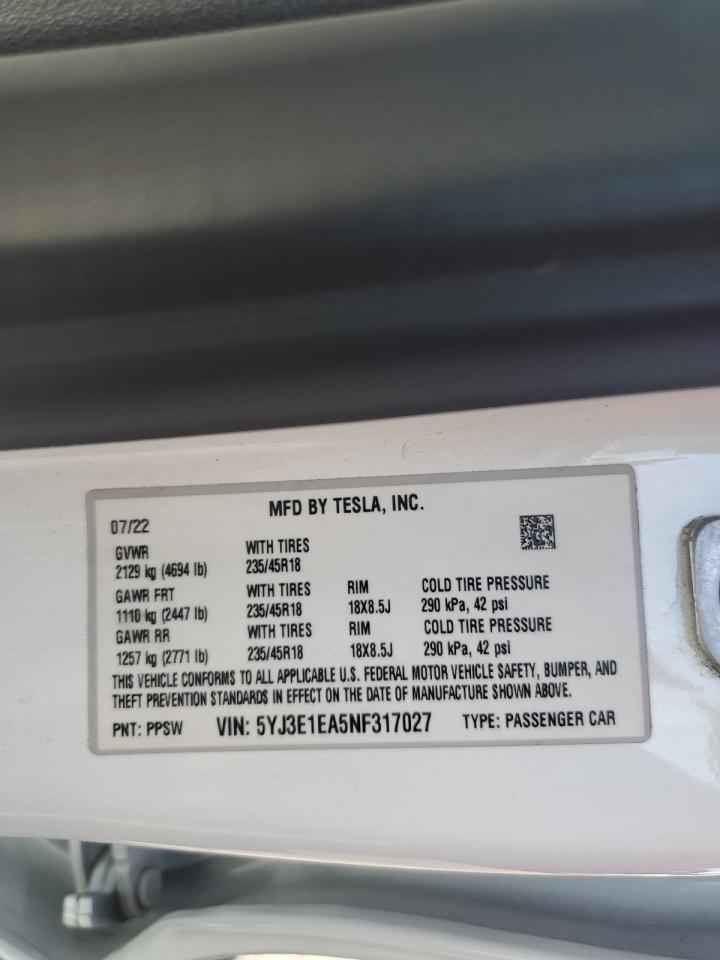 MFD BY TESLA, INC.
07/22
GVWR WITH TIRES
2129 kg (4694 lb) 235/45R18
GAWR FRT WITH TIRES RIM COLD TIRE PRESSURE
1110 kg (2447 lb) 235/45R18 18X8.5J 290 kPa, 42 psi
GAWR RR WITH TIRES RIM COLD TIRE PRESSURE
1257 kg (2771 lb) 235/45R18 18X8.5J 290 kPa, 42 psi
THIS VEHICLE CONFORMS TO ALL APPLICABLE U.S. FEDERAL MOTOR VEHICLE SAFETY, BUMPER, AND
THEFT PREVENTION STANDARDS IN EFFECT ON THE DATE OF MANUFACTURE SHOWN ABOVE.
PNT: PPSW VIN: 5YJ3E1EA5NF317027 TYPE: PASSENGER CAR